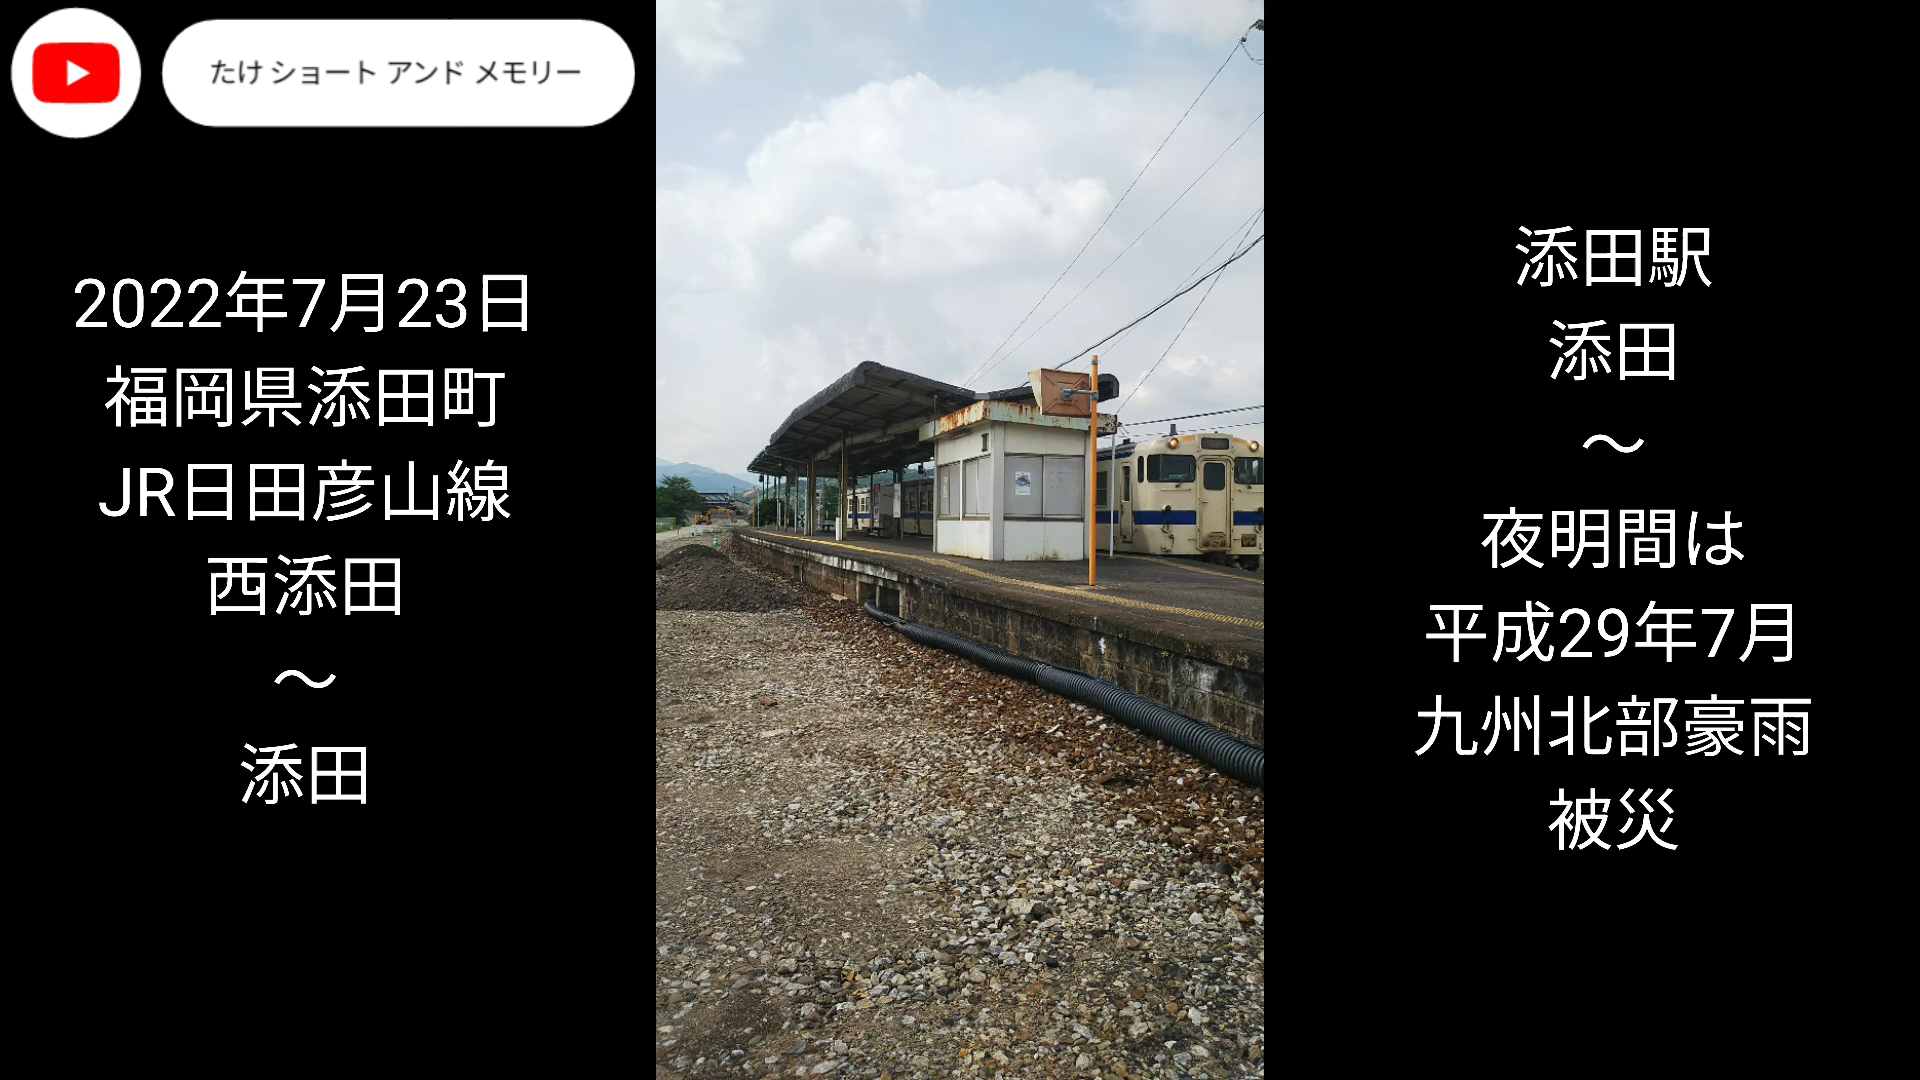 たけ ショート アンド メモリー
2022年7月23日
福岡県添田町
JR日田彦山線
西添田
〜
添田
添田駅
添田
〜
夜明間は
平成29年7月
九州北部豪雨
被災